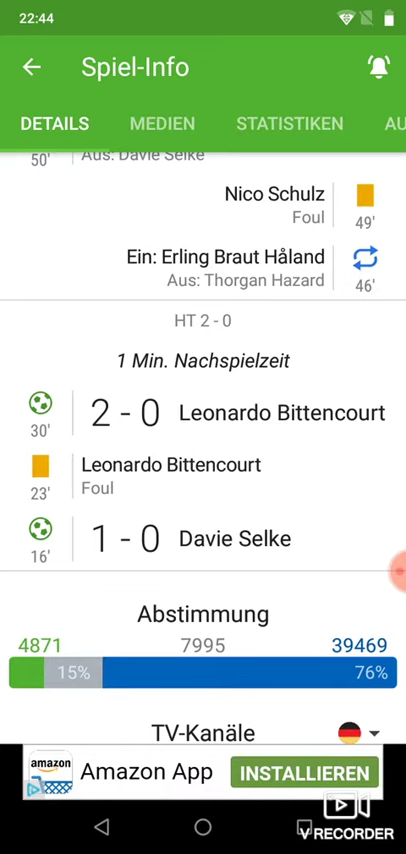 22:44
Spiel-Info
DETAILS MEDIEN STATISTIKEN AU
50' Aus: Davie Selke
Nico Schulz
Foul
49'
Ein: Erling Braut Håland
Aus: Thorgan Hazard
46'
HT 2 - 0
1 Min. Nachspielzeit
2 - 0 Leonardo Bittencourt
30'
Leonardo Bittencourt
Foul
23'
1 - 0 Davie Selke
16'
Abstimmung
4871 7995 39469
15% 76%
TV-Kanäle
amazon Amazon App INSTALLIEREN
VRECORDER